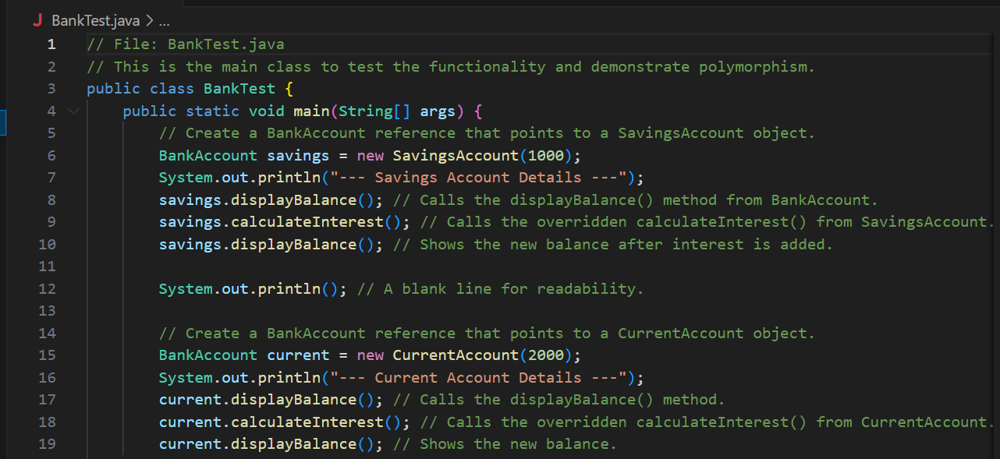 J BankTest.java > ...
1 // File: BankTest.java
2 // This is the main class to test the functionality and demonstrate polymorphism.
3 public class BankTest {
4     public static void main(String[] args) {
5         // Create a BankAccount reference that points to a SavingsAccount object.
6         BankAccount savings = new SavingsAccount(1000);
7         System.out.println("--- Savings Account Details ---");
8         savings.displayBalance(); // Calls the displayBalance() method from BankAccount.
9         savings.calculateInterest(); // Calls the overridden calculateInterest() from SavingsAccount.
10         savings.displayBalance(); // Shows the new balance after interest is added.
11
12         System.out.println(); // A blank line for readability.
13
14         // Create a BankAccount reference that points to a CurrentAccount object.
15         BankAccount current = new CurrentAccount(2000);
16         System.out.println("--- Current Account Details ---");
17         current.displayBalance(); // Calls the displayBalance() method.
18         current.calculateInterest(); // Calls the overridden calculateInterest() from CurrentAccount.
19         current.displayBalance(); // Shows the new balance.